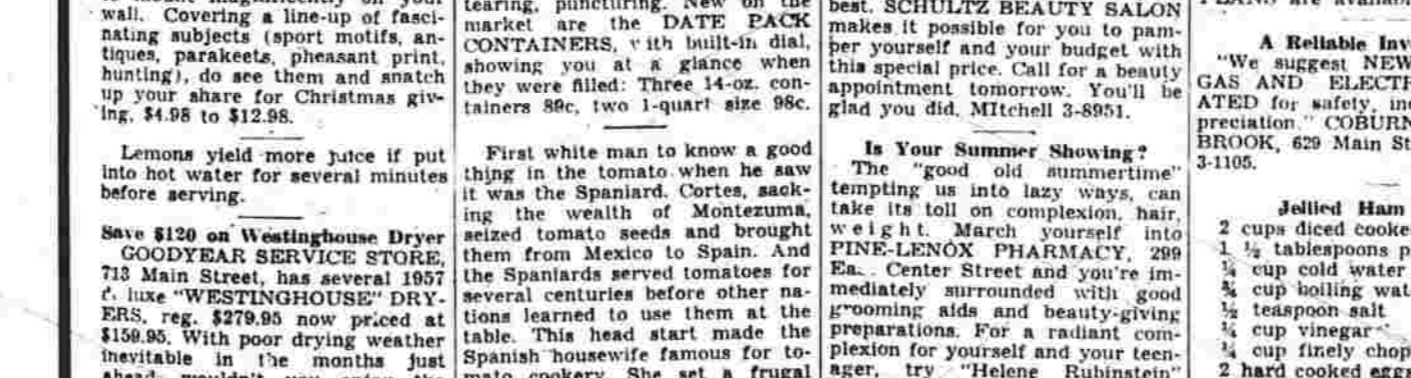 wall. Covering a line-up of fasci-
nating subjects (sport motifs, an-
tiques, parakeets, pheasant print,
hunting), do see them and snatch
up your share for Christmas giv-
ing. $4.98 to $12.98.
Lemons yield more juice if put
into hot water for several minutes
before serving.
Save $120 on Westinghouse Dryer
GOODYEAR SERVICE STORE,
713 Main Street, has several 1957
luxe "WESTINGHOUSE" DRY-
ERS, reg. $279.95 now priced at
$159.95. With poor drying weather
inevitable in the months just
tearing, puncturing. New on the
market are the DATE PACK
CONTAINERS, with built-in dial,
showing you at a glance when
they were filled: Three 14-oz. con-
tainers 89c, two 1-quart size 98c.
First white man to know a good
thing in the tomato when he saw
it was the Spaniard. Cortes, sack-
ing the wealth of Montezuma,
seized tomato seeds and brought
them from Mexico to Spain. And
the Spaniards served tomatoes for
several centuries before other na-
tions learned to use them at the
table. This head start made the
Spanish housewife famous for to-
mato cookery. She set a frugal
best. SCHULTZ BEAUTY SALON
makes it possible for you to pam-
per yourself and your budget with
this special price. Call for a beauty
appointment tomorrow. You'll be
glad you did. MItchell 3-8951.
Is Your Summer Showing?
The "good old summertime"
tempting us into lazy ways, can
take its toll on complexion, hair,
weight. March yourself into
PINE-LENOX PHARMACY, 299
Ea.. Center Street and you're im-
mediately surrounded with good
grooming aids and beauty-giving
preparations. For a radiant com-
plexion for yourself and your teen-
ager, try "Helene Rubinstein"
A Reliable Inv
"We suggest NEW
GAS AND ELECTR
ATED for safety, in
preciation." COBURN
BROOK, 629 Main St
3-1105.
Jellied Ham
2 cups diced cooke
1 ½ tablespoons p
¼ cup cold water
¾ cup boiling wat
½ teaspoon salt
¼ cup vinegar
¼ cup finely chop
2 hard cooked eggs